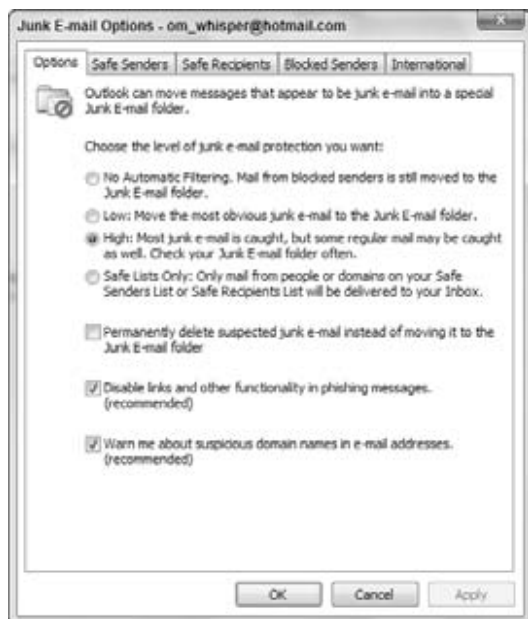 Junk E-mail Options - om_whisper@hotmail.com
Options Safe Senders Safe Recipients Blocked Senders International
Outlook can move messages that appear to be junk e-mail into a special
Junk E-mail folder.
Choose the level of junk e-mail protection you want:
No Automatic Filtering. Mail from blocked senders is still moved to the
Junk E-mail folder.
Low: Move the most obvious junk e-mail to the Junk E-mail folder.
High: Most junk e-mail is caught, but some regular mail may be caught
as well. Check your Junk E-mail folder often.
Safe Lists Only: Only mail from people or domains on your Safe
Senders List or Safe Recipients List will be delivered to your Inbox.
Permanently delete suspected junk e-mail instead of moving it to the
Junk E-mail folder
Disable links and other functionality in phishing messages.
(recommended)
Warn me about suspicious domain names in e-mail addresses.
(recommended)
OK Cancel Apply